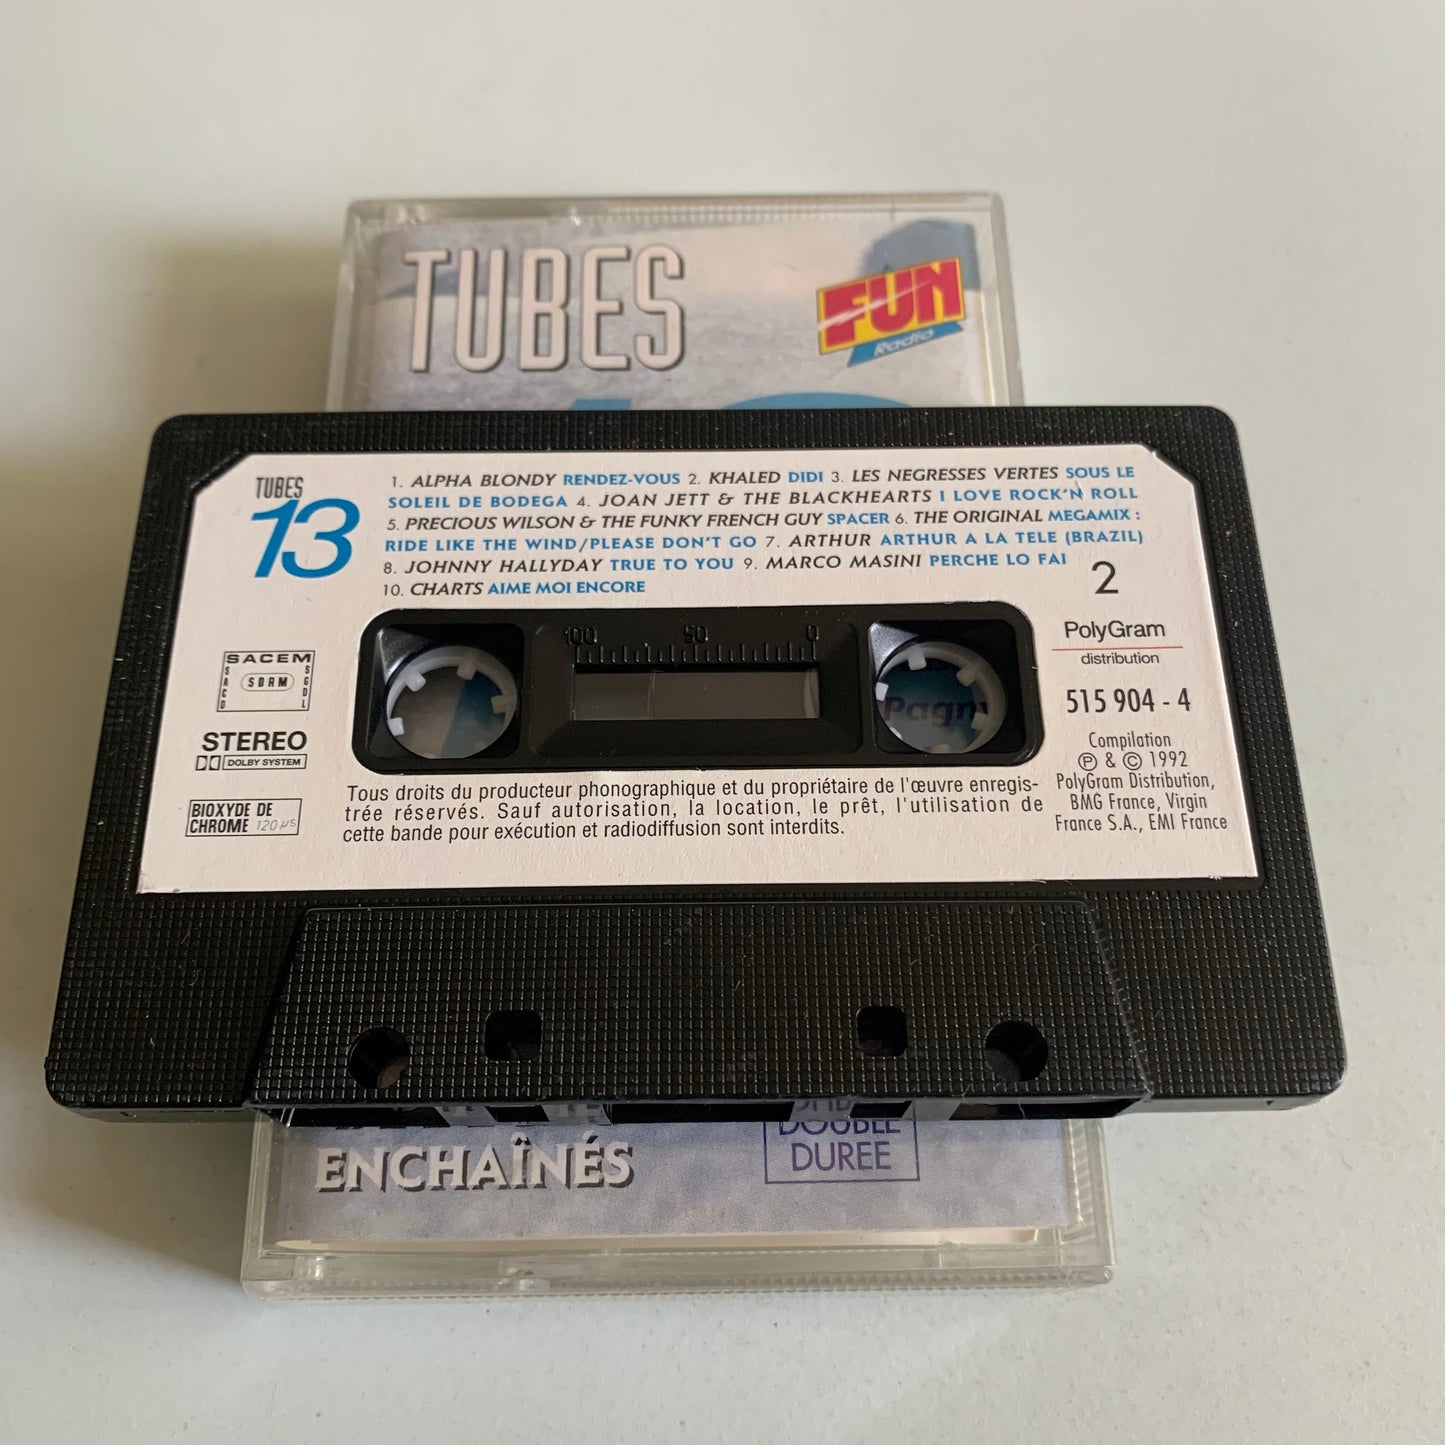 TUBES
FUN
Radio
TUBES
13
1. ALPHA BLONDY RENDEZ-VOUS 2. KHALED DIDI 3. LES NEGRESSES VERTES SOUS LE
SOLEIL DE BODEGA 4. JOAN JETT & THE BLACKHEARTS I LOVE ROCK'N ROLL
5. PRECIOUS WILSON & THE FUNKY FRENCH GUY SPACER 6. THE ORIGINAL MEGAMIX :
RIDE LIKE THE WIND/PLEASE DON'T GO 7. ARTHUR ARTHUR A LA TELE (BRAZIL)
8. JOHNNY HALLYDAY TRUE TO YOU 9. MARCO MASINI PERCHE LO FAI
10. CHARTS AIME MOI ENCORE
2
100 50 0
PolyGram
distribution
515 904 - 4
Compilation
Ⓟ & © 1992
PolyGram Distribution,
BMG France, Virgin
France S.A., EMI France
SACEM
SACD
SDRM
SGDL
STEREO
DOLBY SYSTEM
BIOXYDE DE
CHROME 120 µs
Pagny
Tous droits du producteur phonographique et du propriétaire de l'œuvre enregis-
trée réservés. Sauf autorisation, la location, le prêt, l'utilisation de
cette bande pour exécution et radiodiffusion sont interdits.
ENCHAÎNÉS
DOUBLE
DUREE